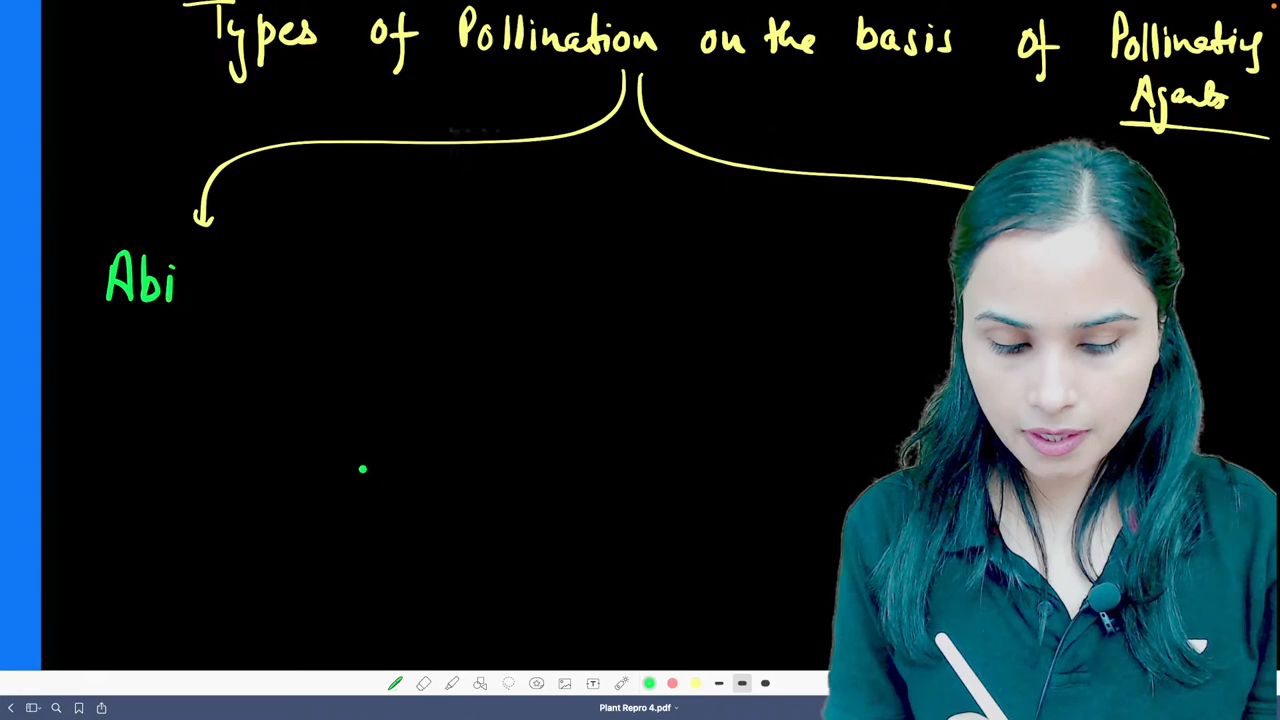 Types of Pollination on the basis of Pollinating
Agents
Abi
Plant Repro 4.pdf